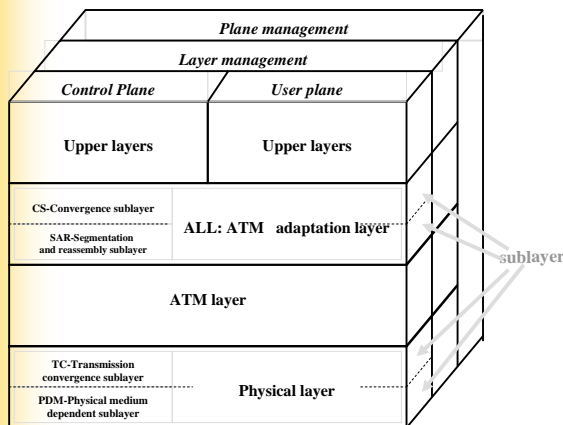 Plane management
Layer management
Control Plane
User plane
Upper layers
Upper layers
CS-Convergence sublayer
SAR-Segmentation
and reassembly sublayer
ALL: ATM adaptation layer
sublayer
ATM layer
TC-Transmission
convergence sublayer
PDM-Physical medium
dependent sublayer
Physical layer